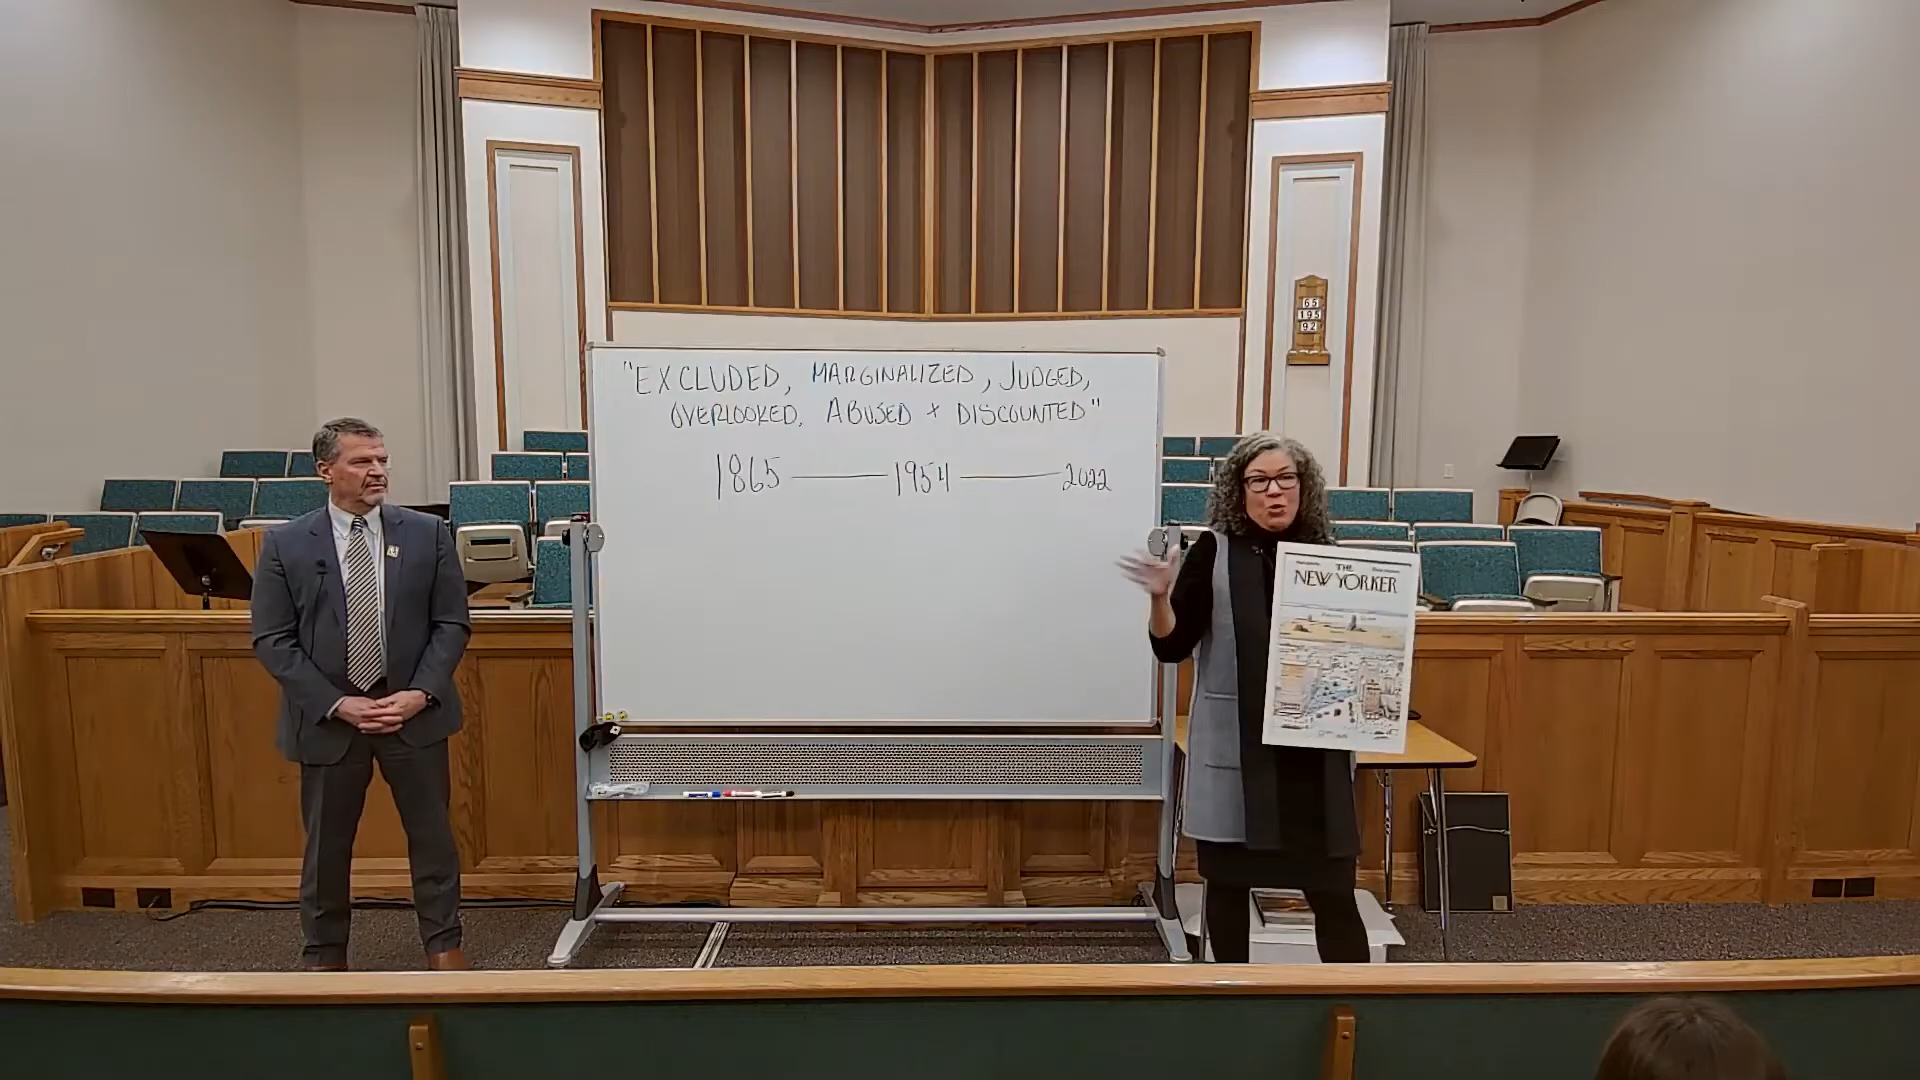 "EXCLUDED, MARGINALIZED, JUDGED,
OVERLOOKED, ABUSED + DISCOUNTED"
1865 — 1954 — 2022
65
195
92
THE
NEW YORKER